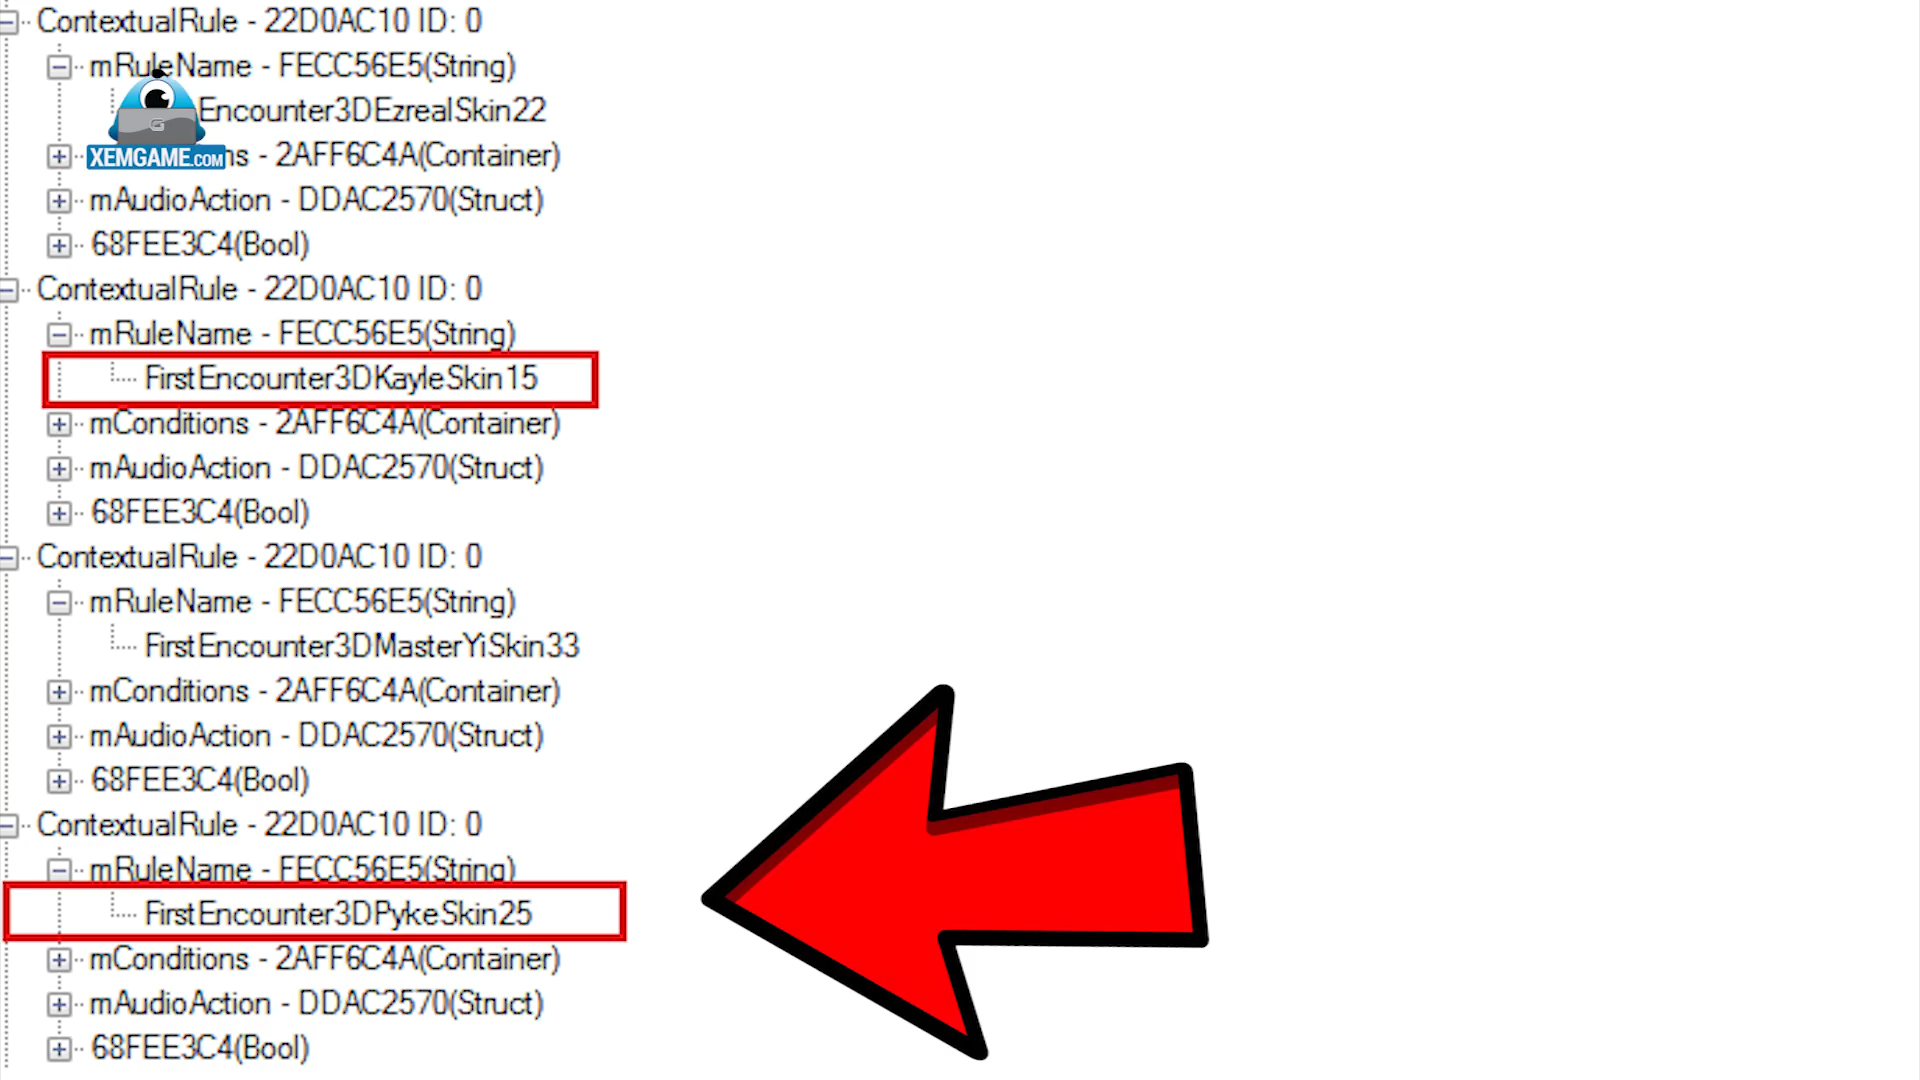 ContextualRule - 22D0AC10 ID: 0
mRuleName - FECC56E5(String)
Encounter3DEzrealSkin22
XEMGAME.COM
ns - 2AFF6C4A(Container)
mAudioAction - DDAC2570(Struct)
68FEE3C4(Bool)
ContextualRule - 22D0AC10 ID: 0
mRuleName - FECC56E5(String)
FirstEncounter3DKayleSkin15
mConditions - 2AFF6C4A(Container)
mAudioAction - DDAC2570(Struct)
68FEE3C4(Bool)
ContextualRule - 22D0AC10 ID: 0
mRuleName - FECC56E5(String)
FirstEncounter3DMasterYiSkin33
mConditions - 2AFF6C4A(Container)
mAudioAction - DDAC2570(Struct)
68FEE3C4(Bool)
ContextualRule - 22D0AC10 ID: 0
mRuleName - FECC56E5(String)
FirstEncounter3DPykeSkin25
mConditions - 2AFF6C4A(Container)
mAudioAction - DDAC2570(Struct)
68FEE3C4(Bool)